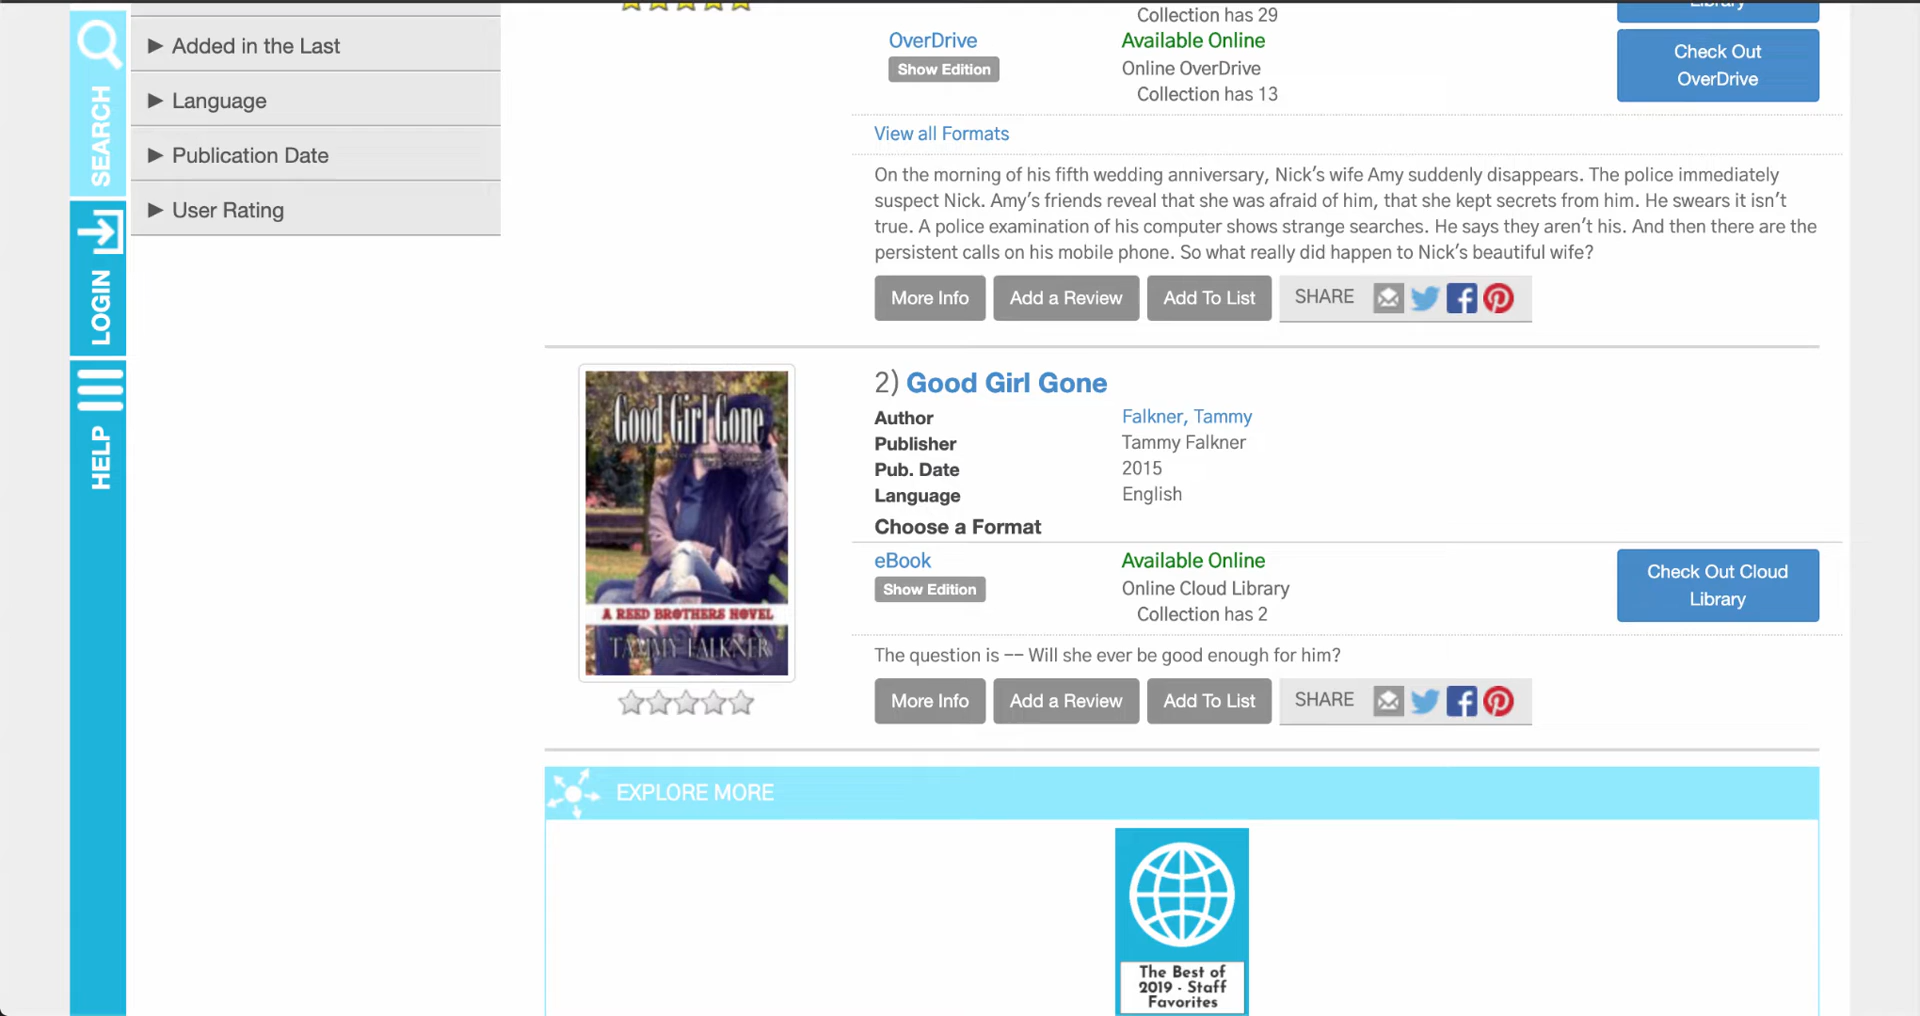 Library
Collection has 29
OverDrive
Available Online
Check Out
OverDrive
Show Edition
Online OverDrive
Collection has 13
View all Formats
On the morning of his fifth wedding anniversary, Nick's wife Amy suddenly disappears. The police immediately
suspect Nick. Amy's friends reveal that she was afraid of him, that she kept secrets from him. He swears it isn't
true. A police examination of his computer shows strange searches. He says they aren't his. And then there are the
persistent calls on his mobile phone. So what really did happen to Nick's beautiful wife?
More Info
Add a Review
Add To List
SHARE
SEARCH
LOGIN
HELP
Added in the Last
Language
Publication Date
User Rating
Good Girl Gone
A REED BROTHERS NOVEL
TAMMY FALKNER
2) Good Girl Gone
Author Falkner, Tammy
Publisher Tammy Falkner
Pub. Date 2015
Language English
Choose a Format
eBook
Available Online
Check Out Cloud
Library
Show Edition
Online Cloud Library
Collection has 2
The question is -- Will she ever be good enough for him?
More Info
Add a Review
Add To List
SHARE
EXPLORE MORE
The Best of
2019 - Staff
Favorites